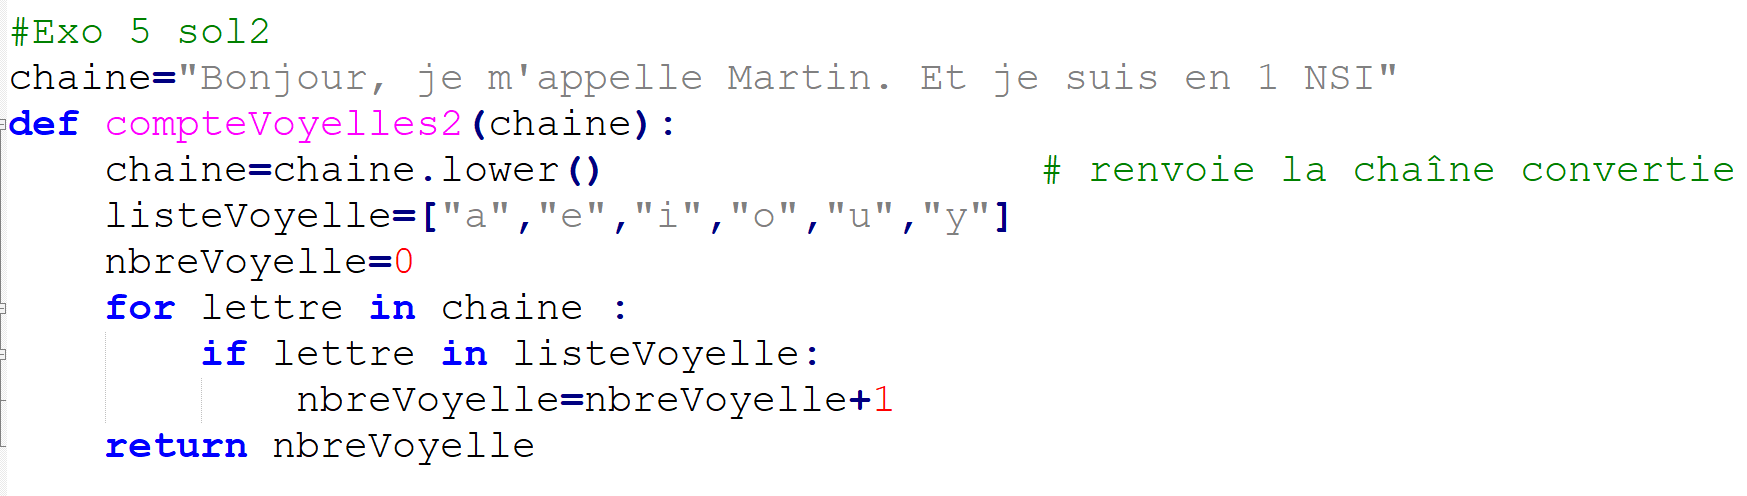 #Exo 5 sol2
chaine="Bonjour, je m'appelle Martin. Et je suis en 1 NSI"
def compteVoyelles2(chaine):
    chaine=chaine.lower()                  # renvoie la chaîne convertie
    listeVoyelle=["a","e","i","o","u","y"]
    nbreVoyelle=0
    for lettre in chaine :
        if lettre in listeVoyelle:
            nbreVoyelle=nbreVoyelle+1
    return nbreVoyelle